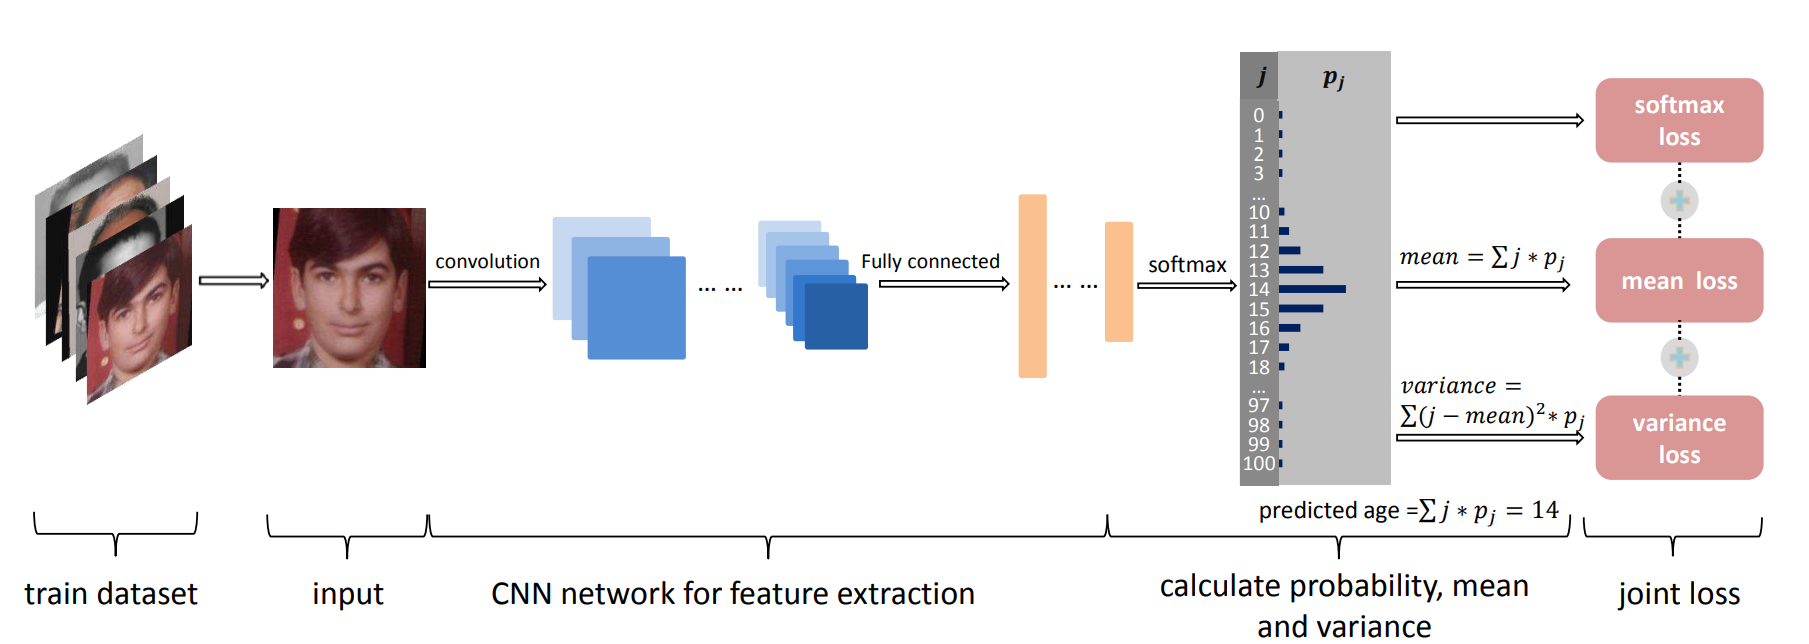 j p_j
0
1
2
3
...
10
11
12
13
14
15
16
17
18
...
97
98
99
100
convolution
... ...
Fully connected
... ...
softmax
mean = ∑ j ∗ p_j
variance =
∑(j − mean)²∗ p_j
predicted age =∑ j ∗ p_j = 14
softmax
loss
+
mean loss
+
variance
loss
train dataset
input
CNN network for feature extraction
calculate probability, mean
and variance
joint loss